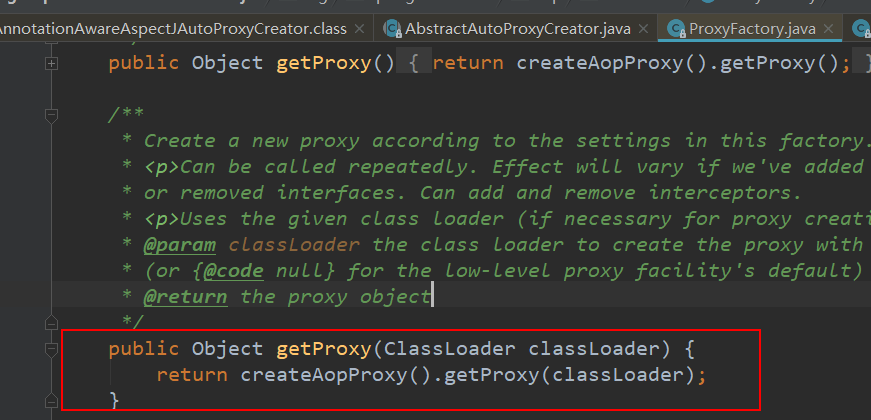 nnotationAwareAspectJAutoProxyCreator.class × AbstractAutoProxyCreator.java × ProxyFactory.java ×
public Object getProxy() { return createAopProxy().getProxy(); }
/**
* Create a new proxy according to the settings in this factory.
* <p>Can be called repeatedly. Effect will vary if we've added
* or removed interfaces. Can add and remove interceptors.
* <p>Uses the given class loader (if necessary for proxy creati
* @param classLoader the class loader to create the proxy with
* (or {@code null} for the low-level proxy facility's default)
* @return the proxy object
*/
public Object getProxy(ClassLoader classLoader) {
return createAopProxy().getProxy(classLoader);
}